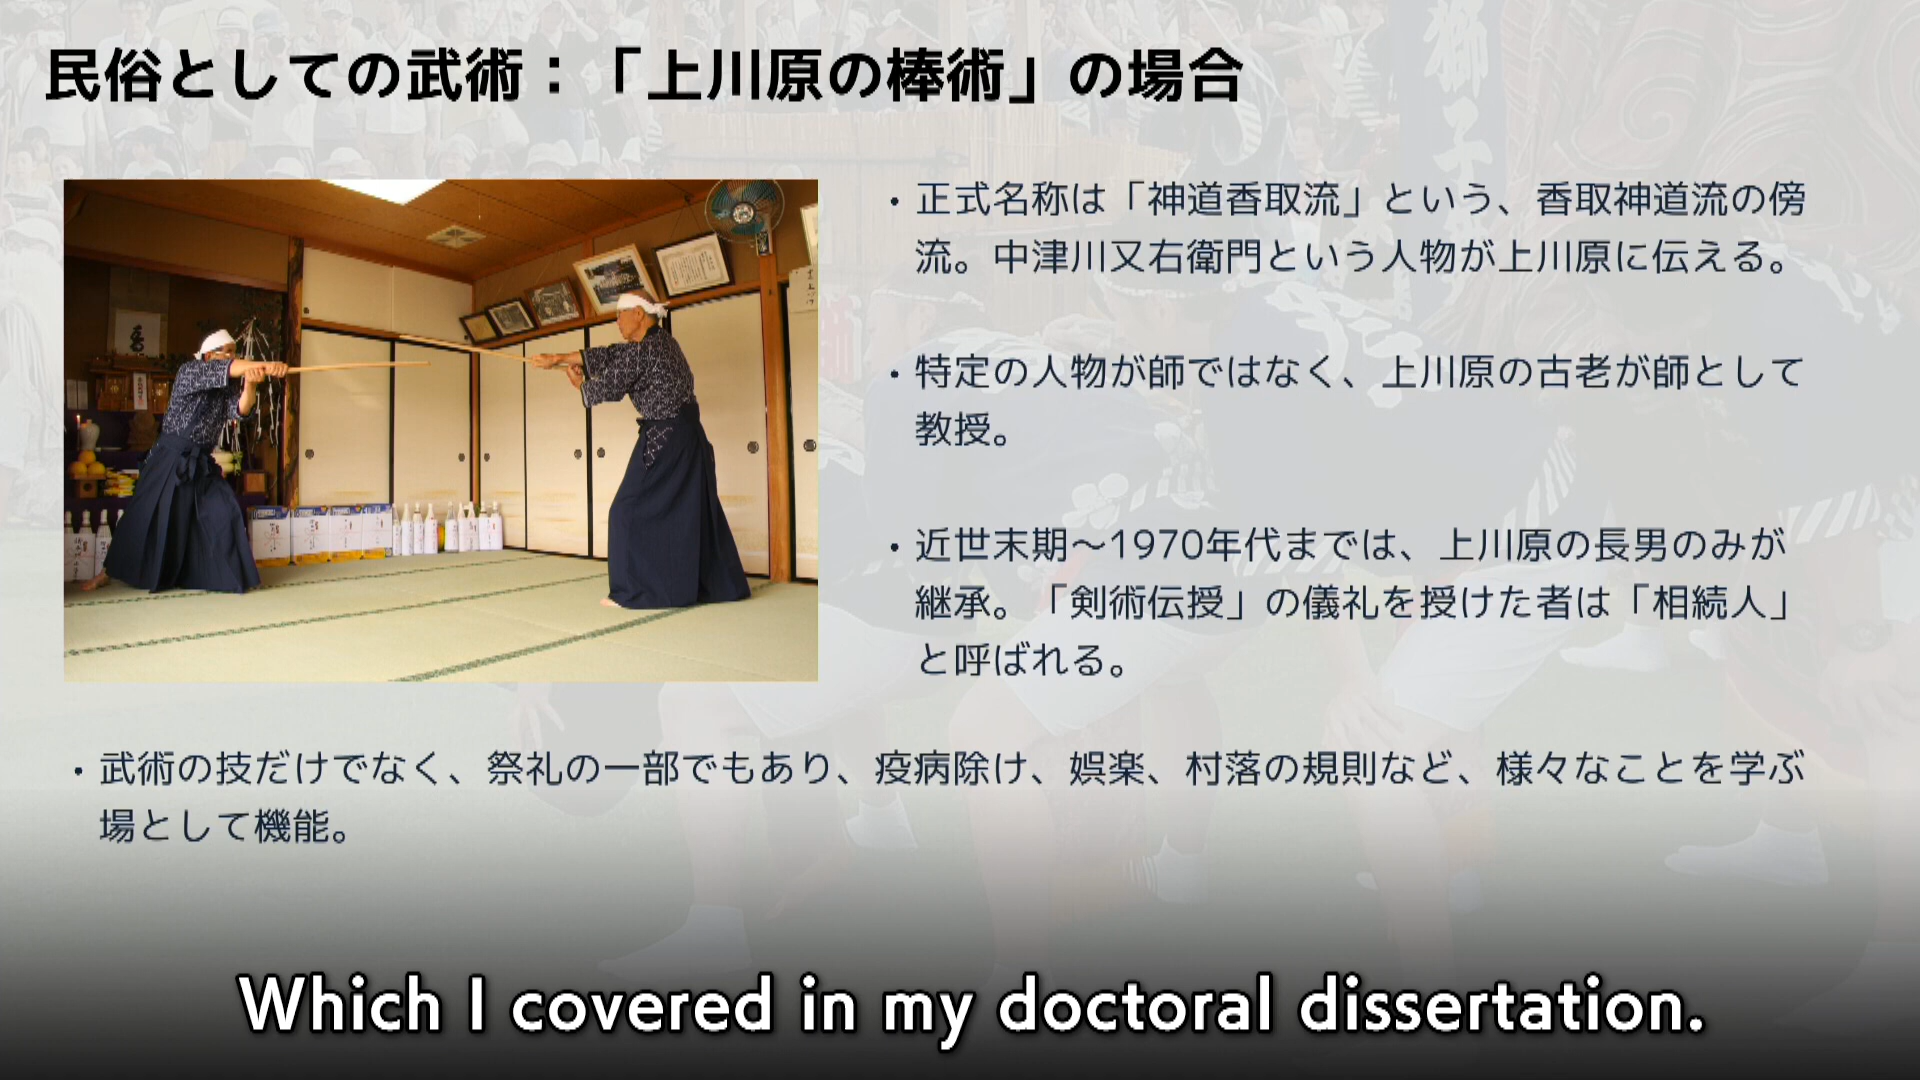 民俗としての武術：「上川原の棒術」の場合
・正式名称は「神道香取流」という、香取神道流の傍
流。中津川又右衛門という人物が上川原に伝える。
・特定の人物が師ではなく、上川原の古老が師として
教授。
・近世末期〜1970年代までは、上川原の長男のみが
継承。「剣術伝授」の儀礼を授けた者は「相続人」
と呼ばれる。
・武術の技だけでなく、祭礼の一部でもあり、疫病除け、娯楽、村落の規則など、様々なことを学ぶ
場として機能。
Which I covered in my doctoral dissertation.